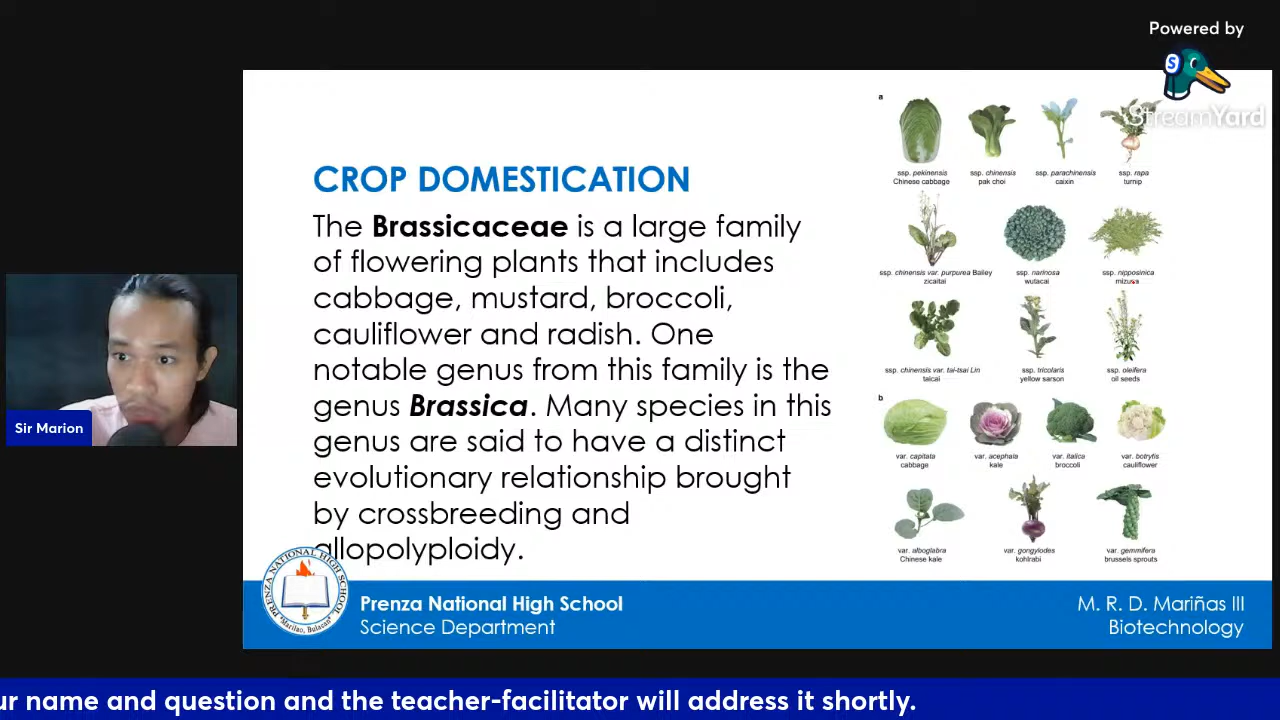 Powered by
StreamYard
CROP DOMESTICATION
The Brassicaceae is a large family
of flowering plants that includes
cabbage, mustard, broccoli,
cauliflower and radish. One
notable genus from this family is the
genus Brassica. Many species in this
genus are said to have a distinct
evolutionary relationship brought
by crossbreeding and
allopolyploidy.
a
ssp. pekinensis
Chinese cabbage
ssp. chinensis
pak choi
ssp. parachinensis
caixin
ssp. rapa
turnip
ssp. chinensis var. purpurea Bailey
zicaitai
ssp. narinosa
wutacai
ssp. nipposinica
mizuna
ssp. chinensis var. tai-tsai Lin
taicai
ssp. tricolaris
yellow sarson
ssp. oleifera
oil seeds
b
var. capitata
cabbage
var. acephala
kale
var. italica
broccoli
var. botrytis
cauliflower
var. alboglabra
Chinese kale
var. gongylodes
kohlrabi
var. gemmifera
brussels sprouts
Sir Marion
PRENZA NATIONAL HIGH SCHOOL
Marilao, Bulacan
Prenza National High School
Science Department
M. R. D. Mariñas III
Biotechnology
ur name and question and the teacher-facilitator will address it shortly.